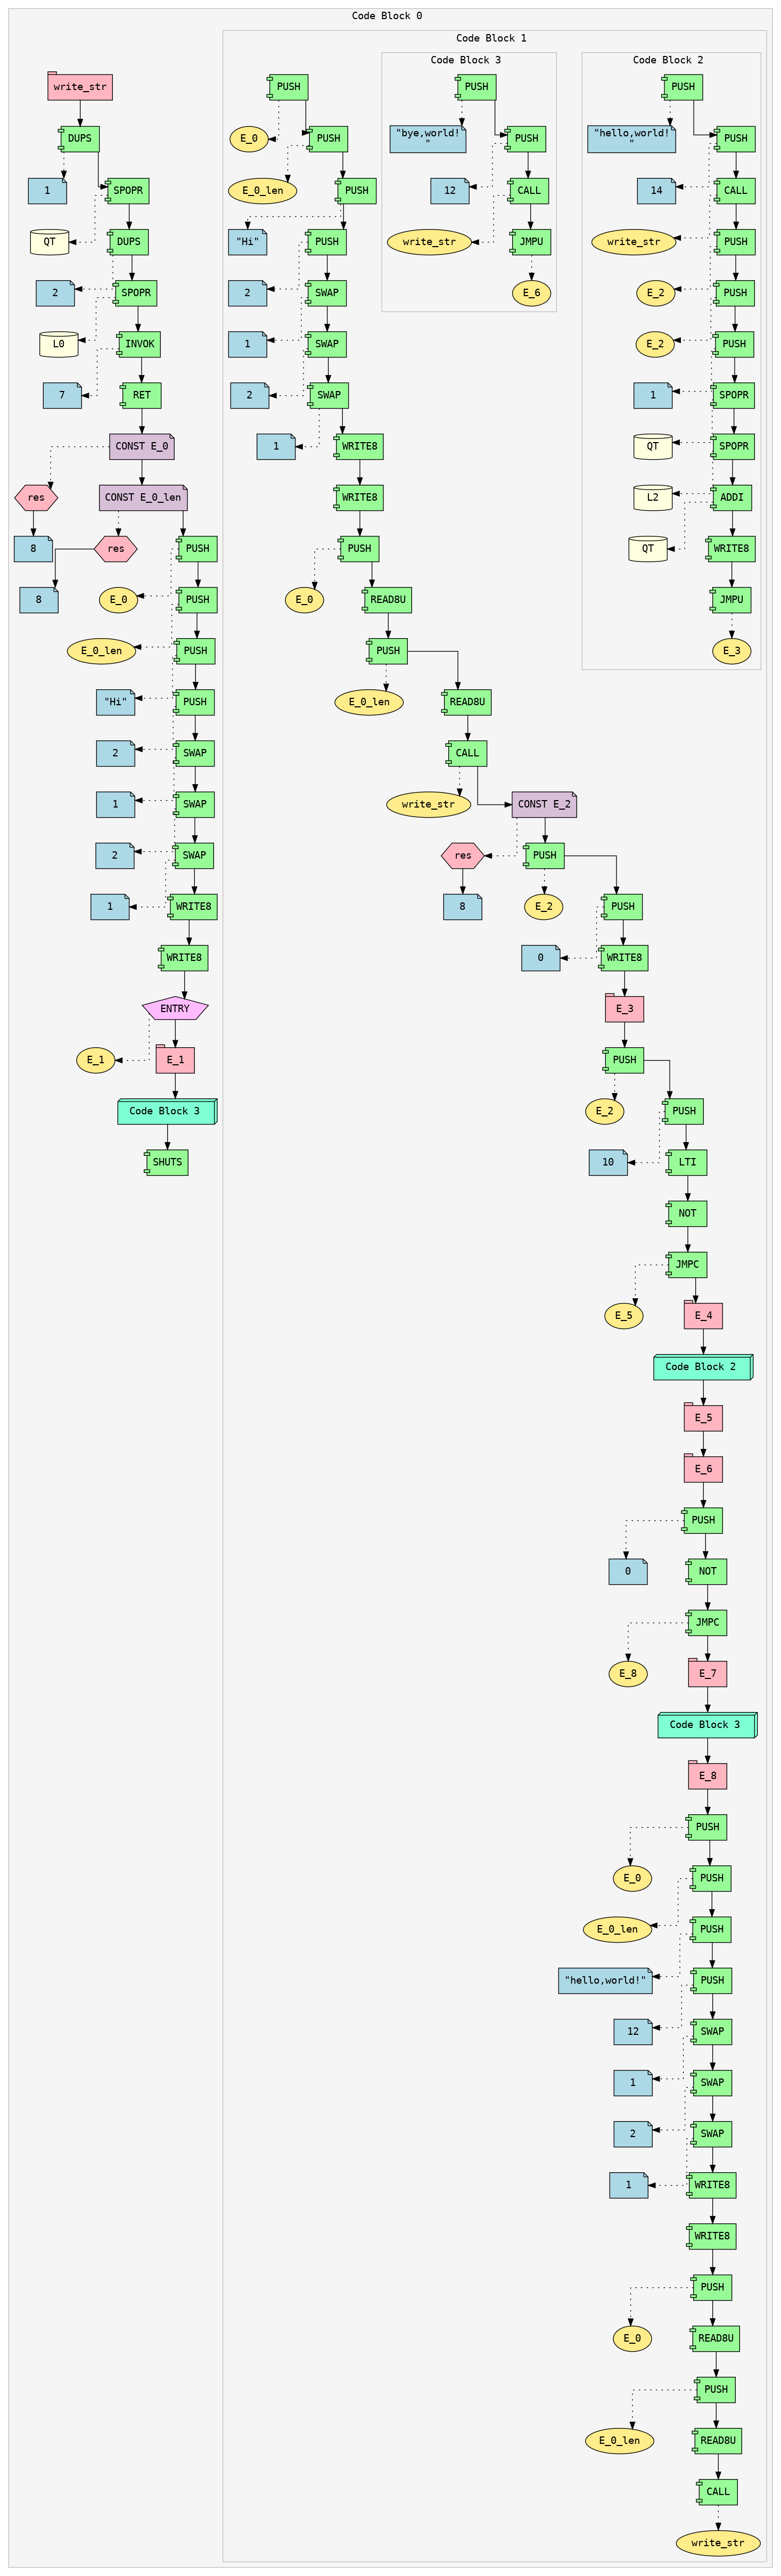 Code Block 0
write_str
DUPS
1
SPOPR
QT
DUPS
2
SPOPR
L0
INVOK
7
RET
CONST E_0
res
CONST E_0_len
8
res
PUSH
8
E_0
PUSH
E_0_len
PUSH
"Hi"
PUSH
2
SWAP
1
SWAP
2
SWAP
1
WRITE8
WRITE8
ENTRY
E_1
E_1
Code Block 3
SHUTS
Code Block 1
PUSH
E_0
PUSH
E_0_len
PUSH
"Hi"
PUSH
2
SWAP
1
SWAP
2
SWAP
1
WRITE8
WRITE8
PUSH
E_0
READ8U
PUSH
E_0_len
READ8U
CALL
write_str
CONST E_2
res
PUSH
8
E_2
PUSH
0
WRITE8
E_3
PUSH
E_2
PUSH
10
LTI
NOT
JMPC
E_5
E_4
Code Block 2
E_5
E_6
PUSH
0
NOT
JMPC
E_8
E_7
Code Block 3
E_8
PUSH
E_0
PUSH
E_0_len
PUSH
"hello,world!"
PUSH
12
SWAP
1
SWAP
2
SWAP
1
WRITE8
WRITE8
PUSH
E_0
READ8U
PUSH
E_0_len
READ8U
CALL
write_str
Code Block 3
PUSH
"bye,world!
"
PUSH
12
CALL
write_str
JMPU
E_6
Code Block 2
PUSH
"hello,world!
"
PUSH
14
CALL
write_str
PUSH
E_2
PUSH
E_2
PUSH
1
SPOPR
QT
SPOPR
L2
ADDI
QT
WRITE8
JMPU
E_3